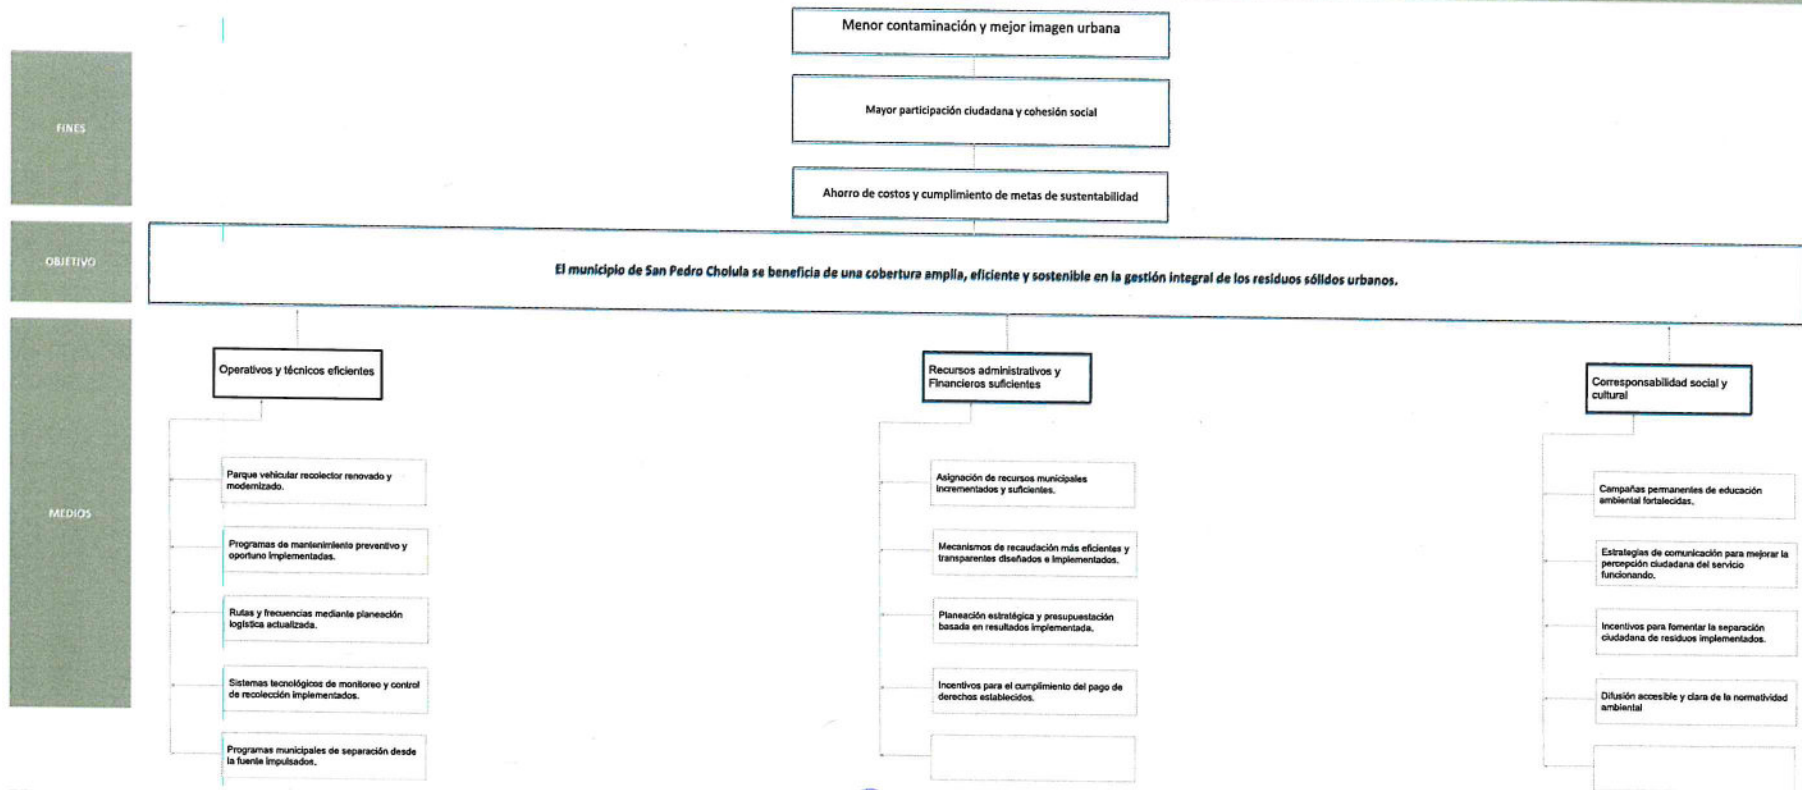 Menor contaminación y mejor imagen urbana
FINES
Mayor participación ciudadana y cohesión social
Ahorro de costos y cumplimiento de metas de sustentabilidad
OBJETIVO
El municipio de San Pedro Cholula se beneficia de una cobertura amplia, eficiente y sostenible en la gestión integral de los residuos sólidos urbanos.
MEDIOS
Operativos y técnicos eficientes
Parque vehicular recolector renovado y
modernizado.
Programas de mantenimiento preventivo y
oportuno implementadas.
Rutas y frecuencias mediante planeación
logística actualizada.
Sistemas tecnológicos de monitoreo y control
de recolección implementados.
Programas municipales de separación desde
la fuente impulsados.
Recursos administrativos y
Financieros suficientes
Asignación de recursos municipales
incrementados y suficientes.
Mecanismos de recaudación más eficientes y
transparentes diseñados e implementados.
Planeación estratégica y presupuestación
basada en resultados implementada.
Incentivos para el cumplimiento del pago de
derechos establecidos.
Corresponsabilidad social y
cultural
Campañas permanentes de educación
ambiental fortalecidas.
Estrategias de comunicación para mejorar la
percepción ciudadana del servicio
funcionando.
Incentivos para fomentar la separación
ciudadana de residuos implementados.
Difusión accesible y clara de la normatividad
ambiental